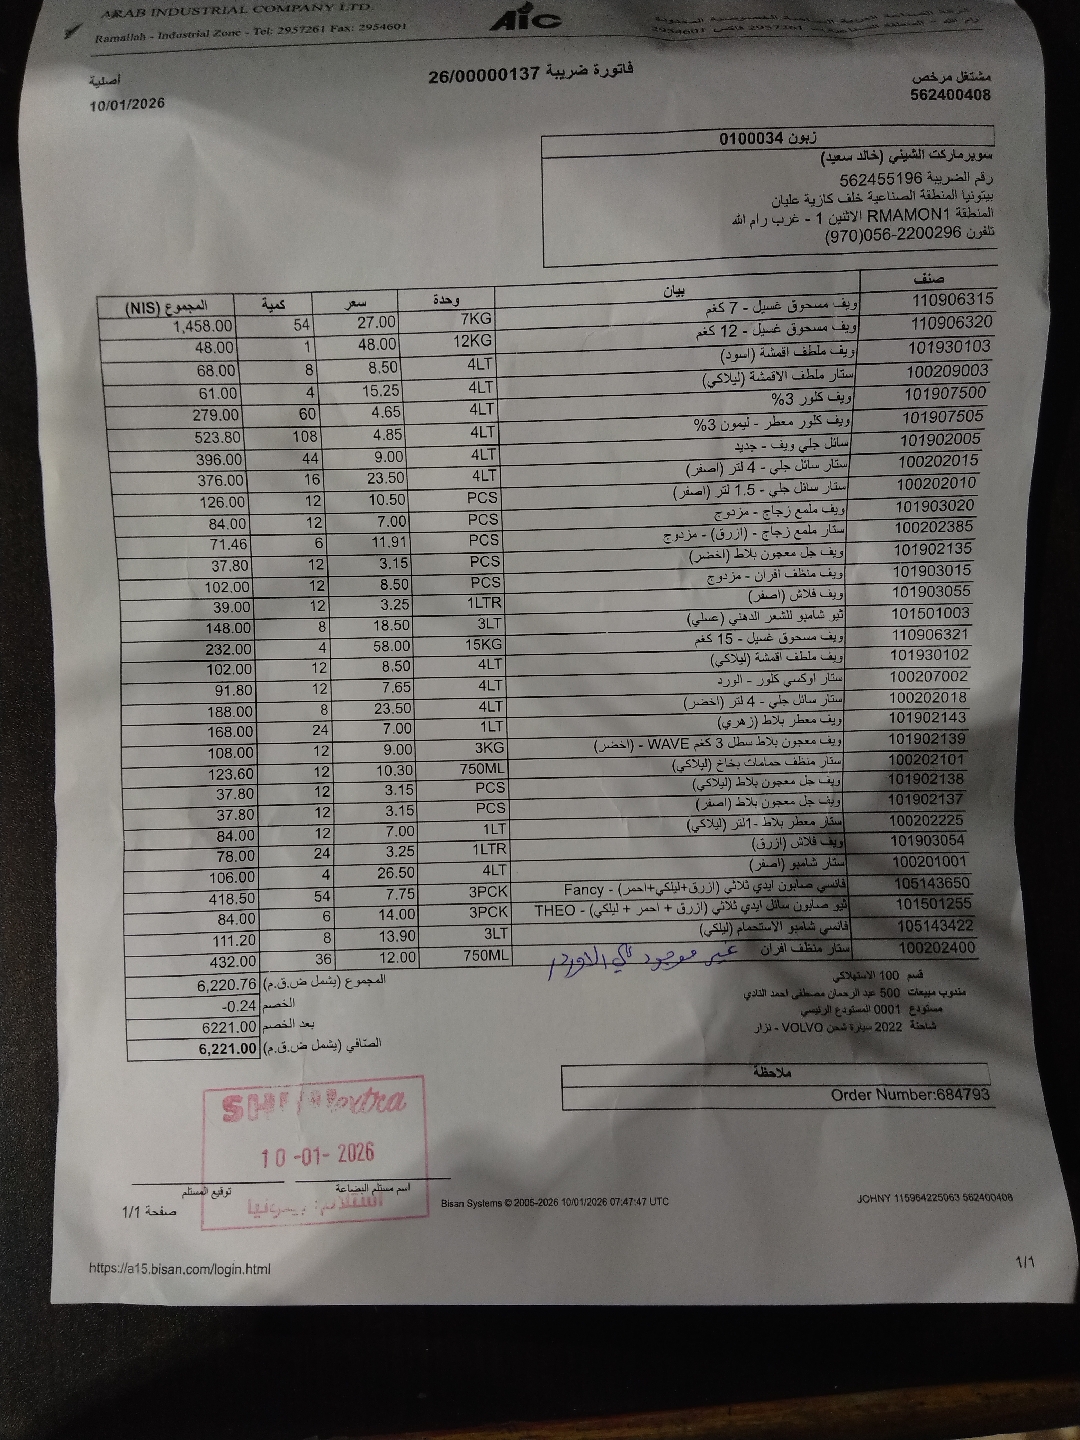 ARAB INDUSTRIAL COMPANY LTD.
Ramallah - Industrial Zone - Tel: 2957261 Fax: 2954601
AIC
أصلية
10/01/2026
فاتورة ضريبة 26/00000137
مشتغل مرخص
562400408
زبون 0100034
سوبرماركت الشيني (خالد سعيد)
رقم الضريبة 562455196
بيتونيا المنطقة الصناعية خلف كازية عليان
المنطقة RMAMON1 الاثنين 1 - غرب رام الله
تلفون 2200296-056(970)
صنف بيان وحدة سعر كمية المجموع (NIS)
110906315 ويف مسحوق غسيل - 7 كغم 7KG 27.00 54 1,458.00
110906320 ويف مسحوق غسيل - 12 كغم 12KG 48.00 1 48.00
101930103 ويف ملطف اقمشة (اسود) 4LT 8.50 8 68.00
100209003 ستار ملطف الاقمشة (ليلاكي) 4LT 15.25 4 61.00
101907500 ويف كلور 3% 4LT 4.65 60 279.00
101907505 ويف كلور معطر - ليمون 3% 4LT 4.85 108 523.80
101902005 سائل جلي ويف - جديد 4LT 9.00 44 396.00
100202015 ستار سائل جلي - 4 لتر (اصفر) 4LT 23.50 16 376.00
100202010 ستار سائل جلي - 1.5 لتر (اصفر) PCS 10.50 12 126.00
101903020 ويف ملمع زجاج - مزدوج PCS 7.00 12 84.00
100202385 ستار ملمع زجاج - (ازرق) - مزدوج PCS 11.91 6 71.46
101902135 ويف جل معجون بلاط (اخضر) PCS 3.15 12 37.80
101903015 ويف منظف افران - مزدوج PCS 8.50 12 102.00
101903055 ويف فلاش (اصفر) 1LTR 3.25 12 39.00
101501003 ثيو شامبو للشعر الدهني (عسلي) 3LT 18.50 8 148.00
110906321 ويف مسحوق غسيل - 15 كغم 15KG 58.00 4 232.00
101930102 ويف ملطف اقمشة (ليلاكي) 4LT 8.50 12 102.00
100207002 ستار اوكسي كلور - الورد 4LT 7.65 12 91.80
100202018 ستار سائل جلي - 4 لتر (اخضر) 4LT 23.50 8 188.00
101902143 ويف معطر بلاط (زهري) 1LT 7.00 24 168.00
101902139 ويف معجون بلاط سطل 3 كغم WAVE - (اخضر) 3KG 9.00 12 108.00
100202101 ستار منظف حمامات بخاخ (ليلاكي) 750ML 10.30 12 123.60
101902138 ويف جل معجون بلاط (ليلاكي) PCS 3.15 12 37.80
101902137 ويف جل معجون بلاط (اصفر) PCS 3.15 12 37.80
100202225 ستار معطر بلاط -1لتر (ليلاكي) 1LT 7.00 12 84.00
101903054 ويف فلاش (ازرق) 1LTR 3.25 24 78.00
100201001 ستار شامبو (اصفر) 4LT 26.50 4 106.00
105143650 فانسي صابون ايدي ثلاثي (ازرق+ليلكي+احمر) - Fancy 3PCK 7.75 54 418.50
101501255 ثيو صابون سائل ايدي ثلاثي (ازرق + احمر + ليلكي) - THEO 3PCK 14.00 6 84.00
105143422 فانسي شامبو الاستحمام (ليلكي) 3LT 13.90 8 111.20
100202400 ستار منظف افران 750ML 12.00 36 432.00
غير موجود في الاوردر
المجموع (يشمل ض.ق.م) 6,220.76
الخصم -0.24
بعد الخصم 6221.00
الصافي (يشمل ض.ق.م) 6,221.00
قسم 100 الاستهلاكي
مندوب مبيعات 500 عبد الرحمان مصطفى احمد النادي
مستودع 0001 المستودع الرئيسي
شاحنة 2022 سيارة شحن VOLVO - نزار
ملاحظة
Order Number:684793
10-01-2026
اسم مستلم البضاعة
توقيع المستلم
صفحة 1/1
Bisan Systems © 2005-2026 10/01/2026 07:47:47 UTC
JOHNY 115964225063 562400408
https://a15.bisan.com/login.html
1/1